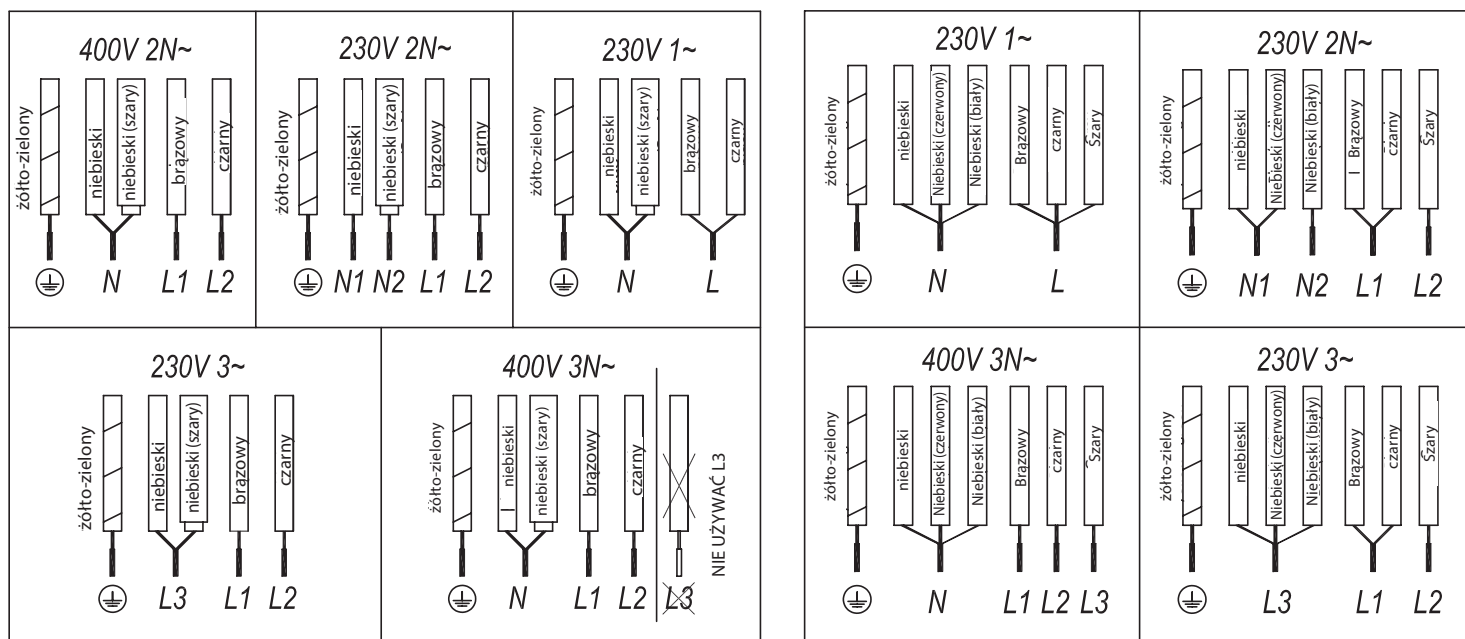 400V 2N~
żółto-zielony
niebieski
niebieski (szary)
brązowy
czarny
N L1 L2
230V 2N~
żółto-zielony
niebieski
niebieski (szary)
brązowy
czarny
N1 N2 L1 L2
230V 1~
żółto-zielony
niebieski
niebieski (szary)
brązowy
czarny
N L
230V 3~
żółto-zielony
niebieski
niebieski (szary)
brązowy
czarny
L3 L1 L2
400V 3N~
żółto-zielony
niebieski
niebieski (szary)
brązowy
czarny
NIE UŻYWAĆ L3
N L1 L2 L3
230V 1~
żółto-zielony
niebieski
Niebieski (czerwony)
Niebieski (biały)
Brązowy
czarny
Szary
N L
230V 2N~
żółto-zielony
niebieski
Niebieski (czerwony)
Niebieski (biały)
Brązowy
czarny
Szary
N1 N2 L1 L2
400V 3N~
żółto-zielony
niebieski
Niebieski (czerwony)
Niebieski (biały)
Brązowy
czarny
Szary
N L1 L2 L3
230V 3~
żółto-zielony
niebieski
Niebieski (czerwony)
Niebieski (biały)
Brązowy
czarny
Szary
L3 L1 L2